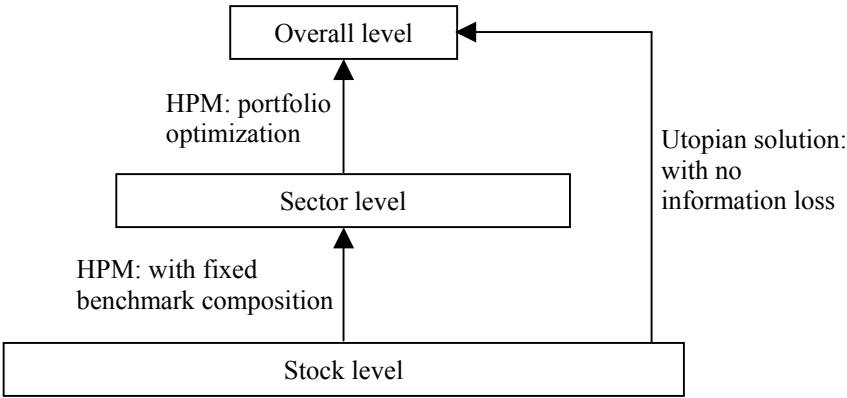 Overall level
HPM: portfolio
optimization
Utopian solution:
with no
information loss
Sector level
HPM: with fixed
benchmark composition
Stock level